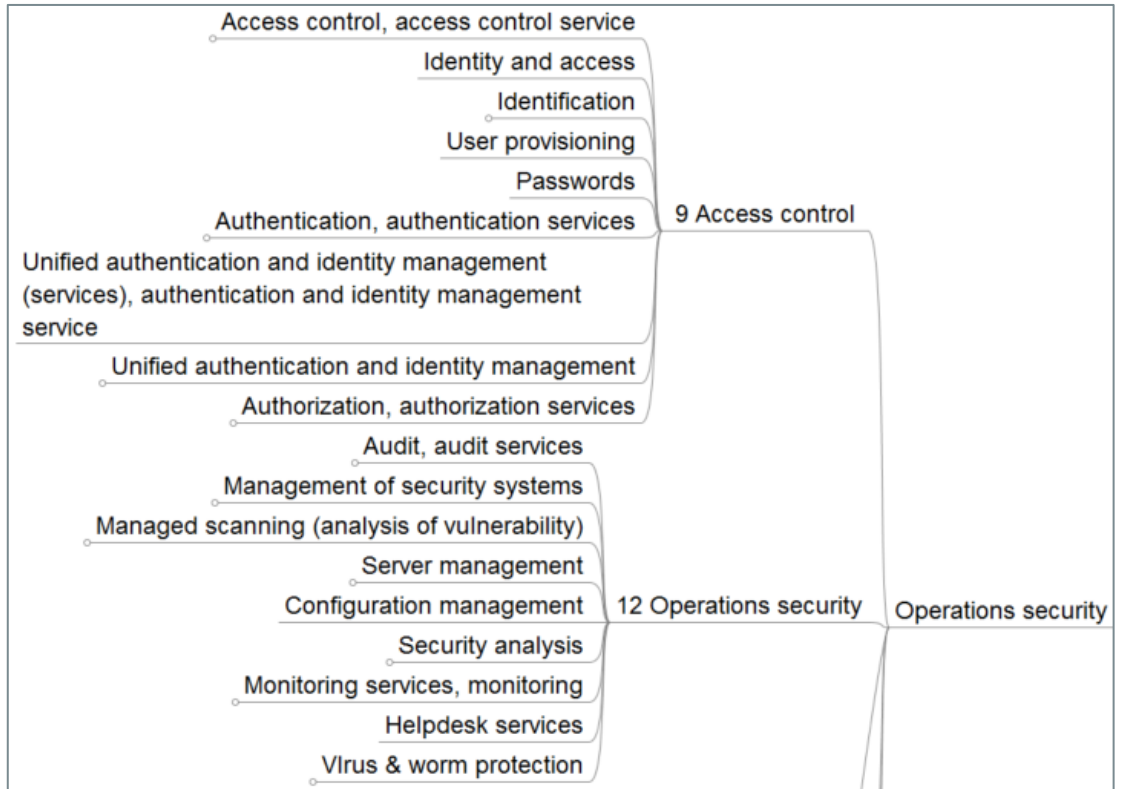 Access control, access control service
Identity and access
Identification
User provisioning
Passwords
Authentication, authentication services
Unified authentication and identity management
(services), authentication and identity management
service
Unified authentication and identity management
Authorization, authorization services
9 Access control
Audit, audit services
Management of security systems
Managed scanning (analysis of vulnerability)
Server management
Configuration management
Security analysis
Monitoring services, monitoring
Helpdesk services
VIrus & worm protection
12 Operations security
Operations security